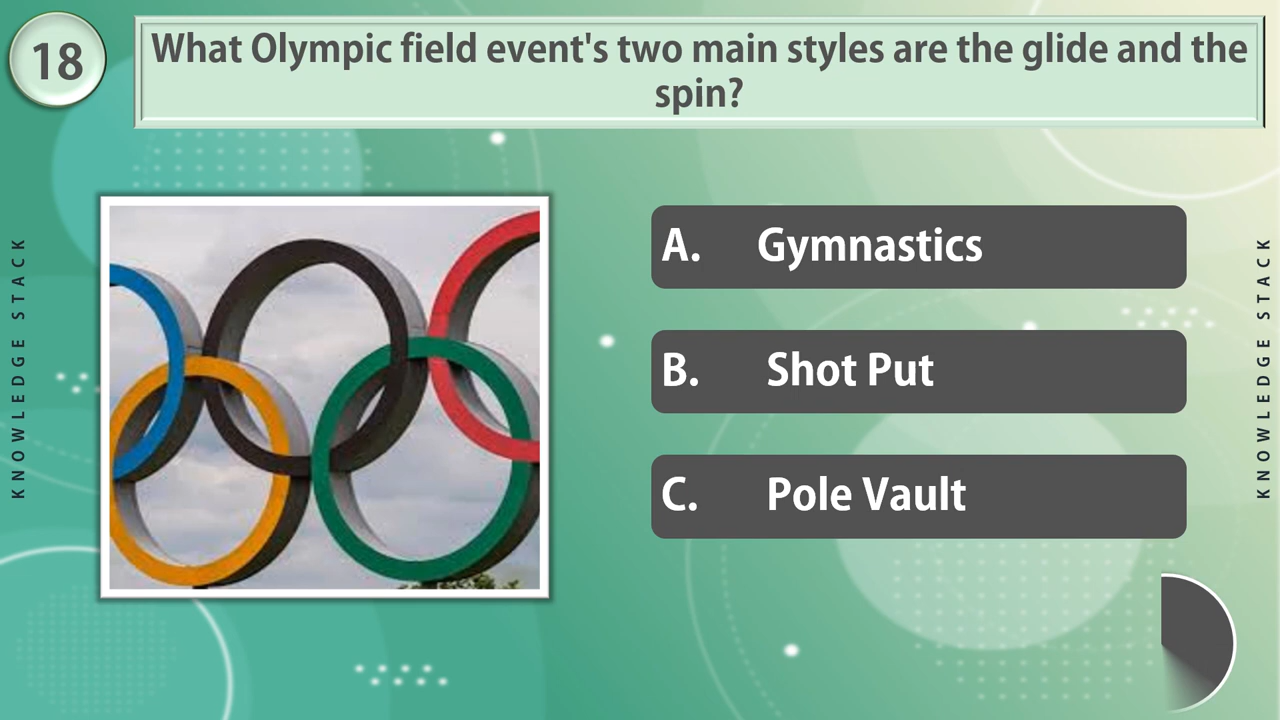 18
What Olympic field event's two main styles are the glide and the
spin?
KNOWLEDGE STACK
A. Gymnastics
B. Shot Put
C. Pole Vault
KNOWLEDGE STACK